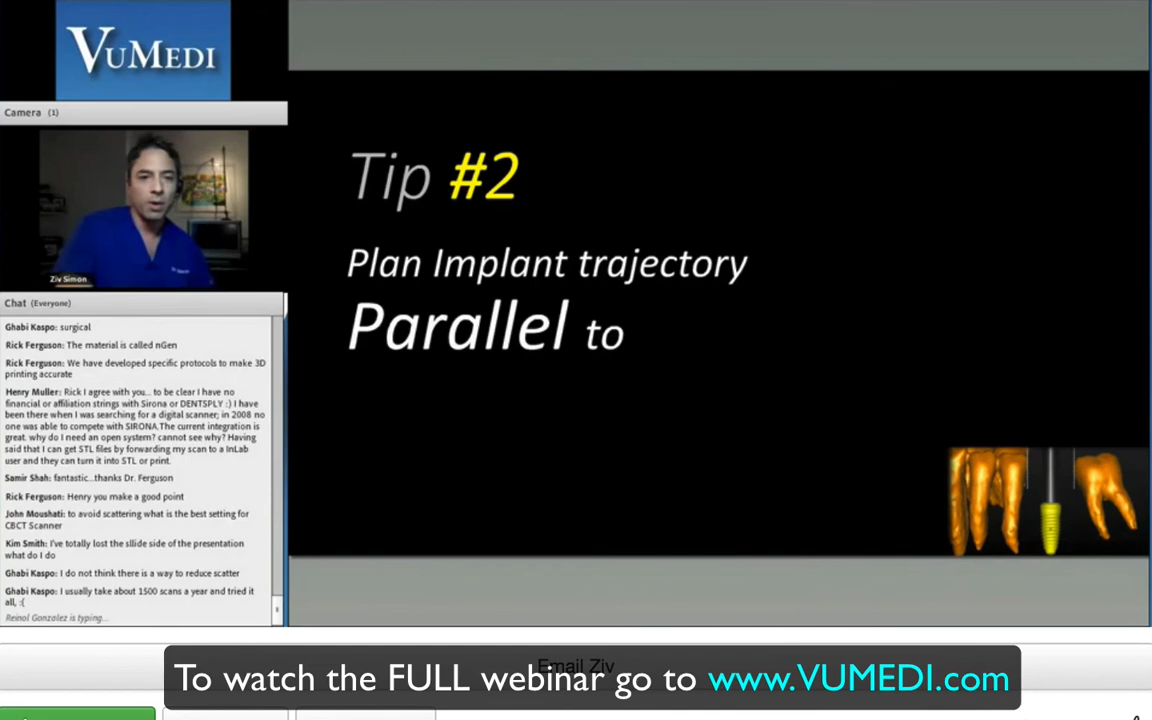 VUMEDI
Camera (1)
Ziv Simon
Chat (Everyone)
Ghabi Kaspo: surgical
Rick Ferguson: The material is called nGen
Rick Ferguson: We have developed specific protocols to make 3D
printing accurate
Henry Muller: Rick I agree with you... to be clear I have no
financial or affiliation strings with Sirona or DENTSPLY :) I have
been there when I was searching for a digital scanner; in 2008 no
one was able to compete with SIRONA.The current integration is
great. why do I need an open system? cannot see why? Having
said that I can get STL files by forwarding my scan to a InLab
user and they can turn it into STL or print.
Samir Shah: fantastic...thanks Dr. Ferguson
Rick Ferguson: Henry you make a good point
John Moushati: to avoid scattering what is the best setting for
CBCT Scanner
Kim Smith: I've totally lost the sllide side of the presentation
what do I do
Ghabi Kaspo: I do not think there is a way to reduce scatter
Ghabi Kaspo: I usually take about 1500 scans a year and tried it
all, :(
Reinol Gonzalez is typing...
Tip #2
Plan Implant trajectory
Parallel to
Email Ziv
To watch the FULL webinar go to www.VUMEDI.com